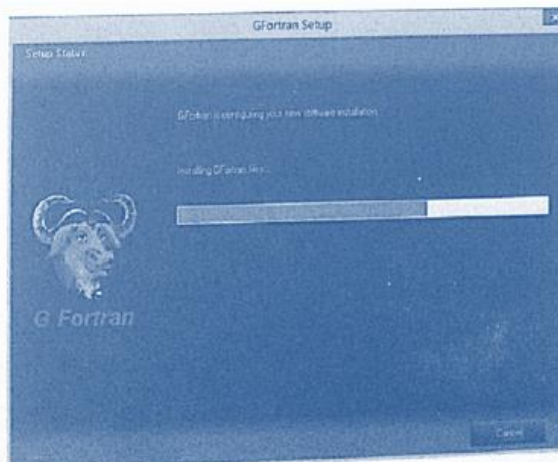 GFortran Setup
Setup Status
GFortran is configuring your new software installation
Installing GFortran files...
G Fortran
Cancel